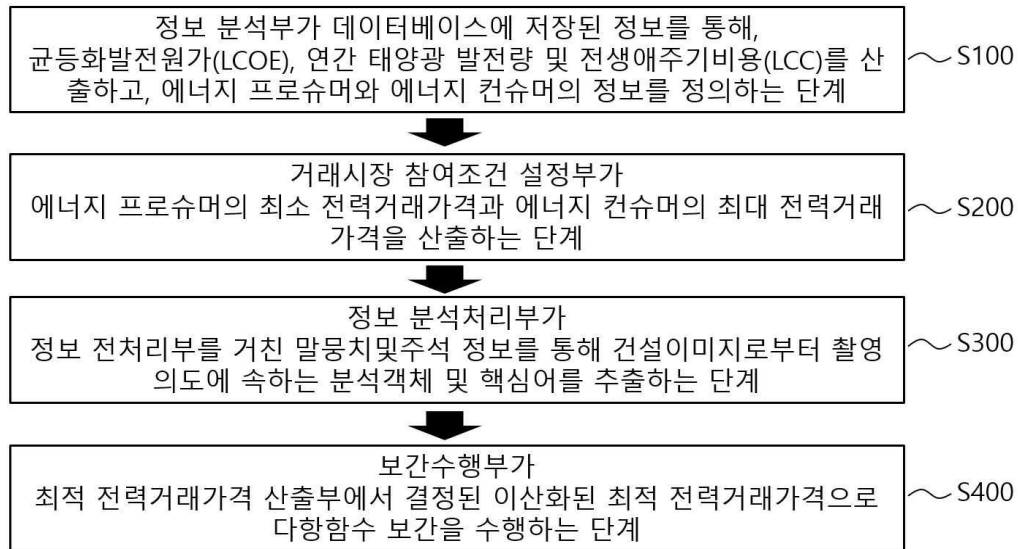 정보 분석부가 데이터베이스에 저장된 정보를 통해,
균등화발전원가(LCOE), 연간 태양광 발전량 및 전생애주기비용(LCC)를 산
출하고, 에너지 프로슈머와 에너지 컨슈머의 정보를 정의하는 단계
S100
거래시장 참여조건 설정부가
에너지 프로슈머의 최소 전력거래가격과 에너지 컨슈머의 최대 전력거래
가격을 산출하는 단계
S200
정보 분석처리부가
정보 전처리부를 거친 말뭉치및주석 정보를 통해 건설이미지로부터 촬영
의도에 속하는 분석객체 및 핵심어를 추출하는 단계
S300
보간수행부가
최적 전력거래가격 산출부에서 결정된 이산화된 최적 전력거래가격으로
다항함수 보간을 수행하는 단계
S400